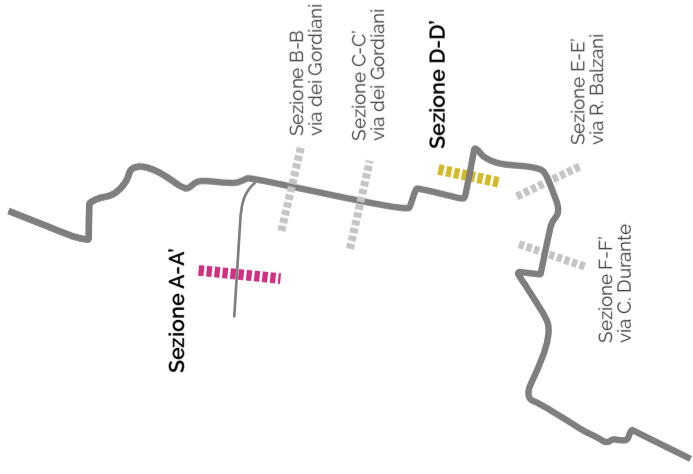 Sezione A-A'
Sezione B-B
via dei Gordiani
Sezione C-C'
via dei Gordiani
Sezione D-D'
Sezione E-E'
via R. Balzani
Sezione F-F'
via C. Durante